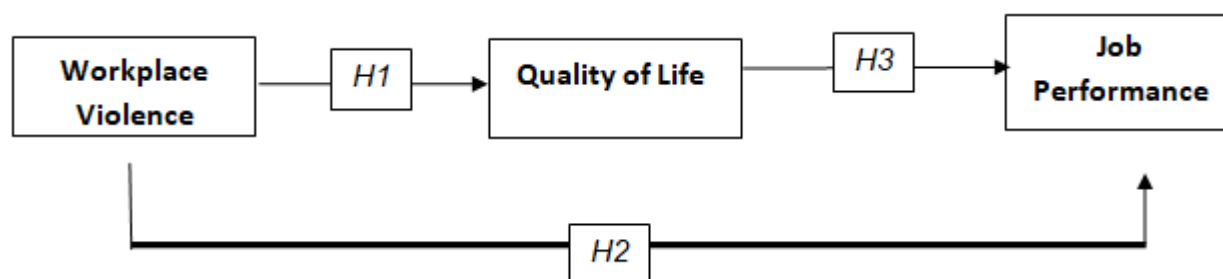 Workplace
Violence
H1
Quality of Life
H3
Job
Performance
H2